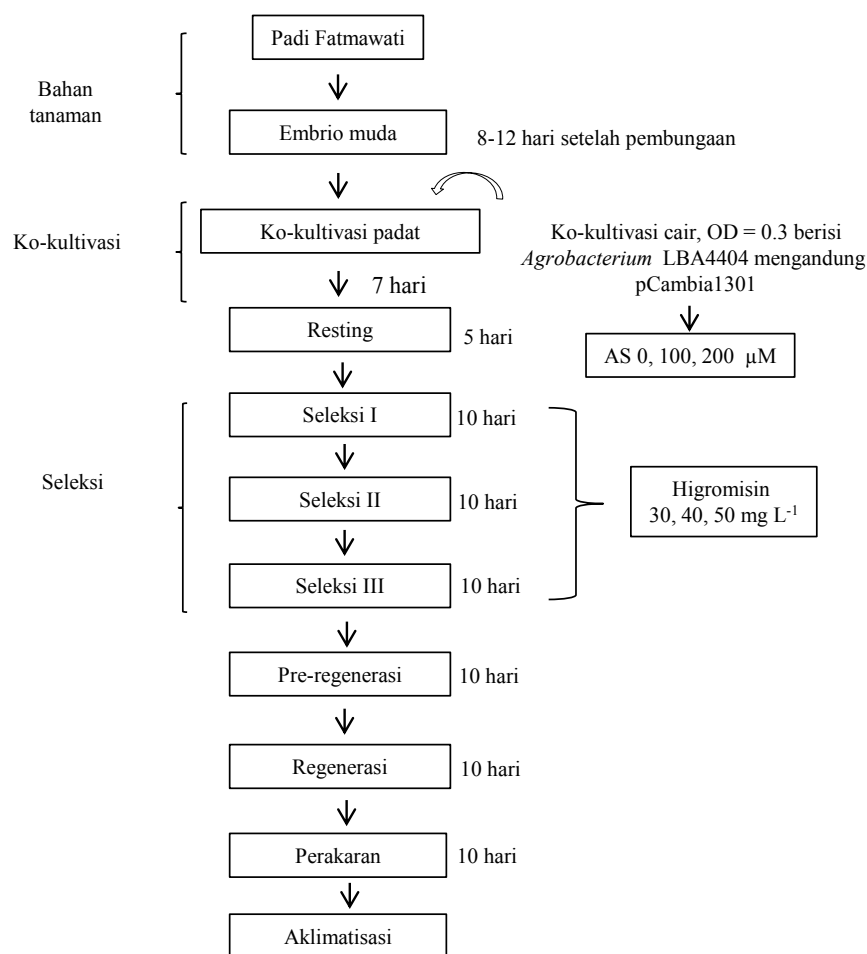 Padi Fatmawati
Bahan
tanaman
Embrio muda
8-12 hari setelah pembungaan
Ko-kultivasi
Ko-kultivasi padat
Ko-kultivasi cair, OD = 0.3 berisi
Agrobacterium LBA4404 mengandung
pCambia1301
7 hari
Resting
5 hari
AS 0, 100, 200 µM
Seleksi I
10 hari
Seleksi
Seleksi II
10 hari
Higromisin
30, 40, 50 mg L⁻¹
Seleksi III
10 hari
Pre-regenerasi
10 hari
Regenerasi
10 hari
Perakaran
10 hari
Aklimatisasi